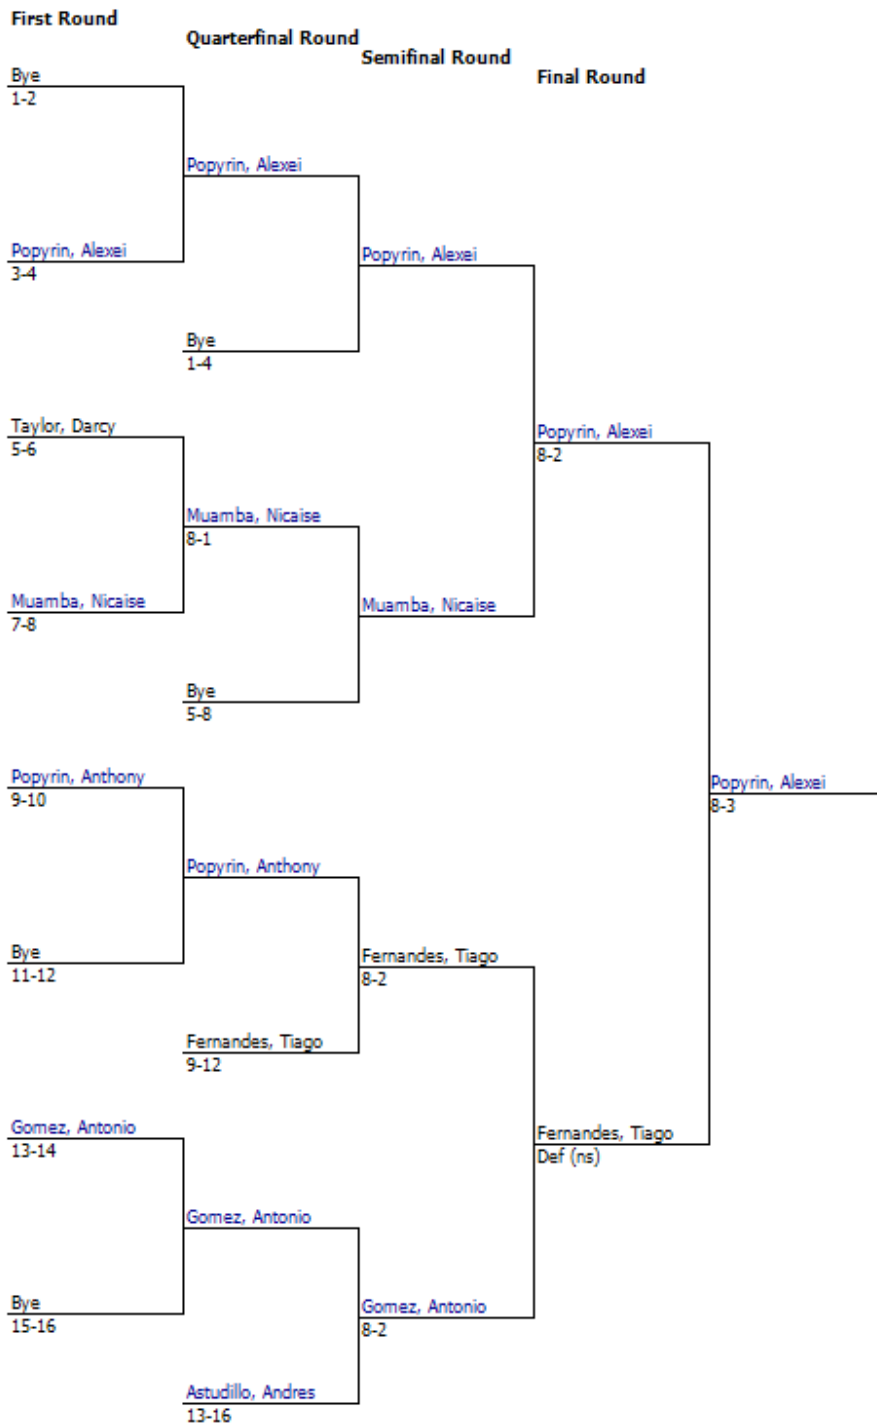 First Round
Quarterfinal Round
Semifinal Round
Final Round
Bye
1-2
Popyrin, Alexei
Popyrin, Alexei
3-4
Popyrin, Alexei
Bye
1-4
Taylor, Darcy
5-6
Popyrin, Alexei
8-2
Muamba, Nicaise
8-1
Muamba, Nicaise
7-8
Muamba, Nicaise
Bye
5-8
Popyrin, Anthony
9-10
Popyrin, Alexei
8-3
Popyrin, Anthony
Bye
11-12
Fernandes, Tiago
8-2
Fernandes, Tiago
9-12
Gomez, Antonio
13-14
Fernandes, Tiago
Def (ns)
Gomez, Antonio
Bye
15-16
Gomez, Antonio
8-2
Astudillo, Andres
13-16